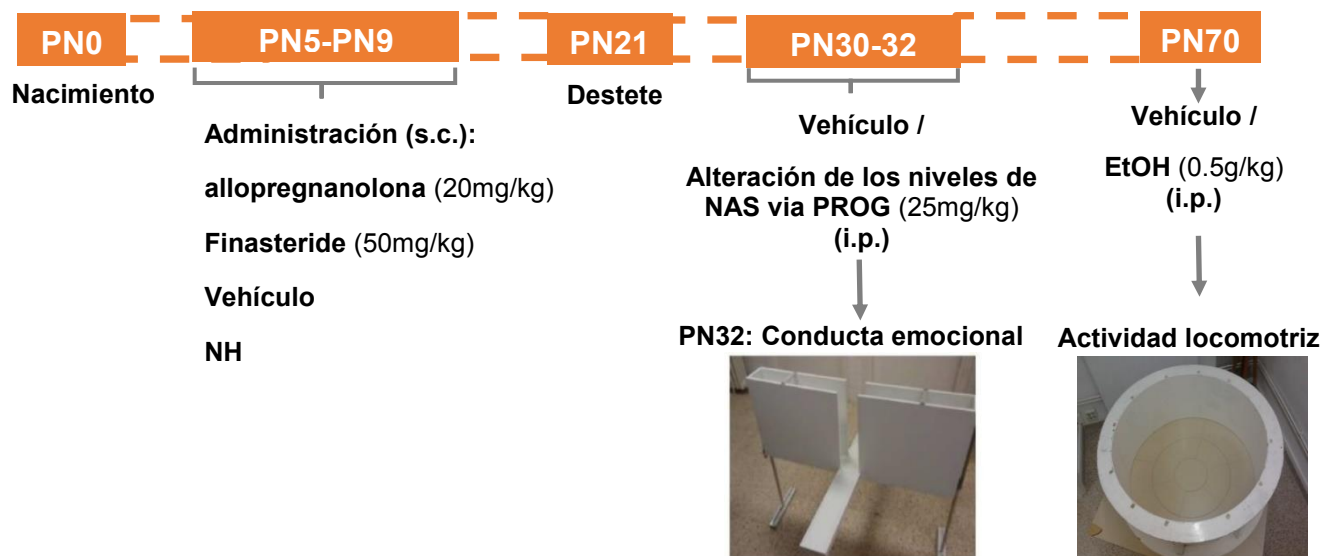 PN0
PN5-PN9
PN21
PN30-32
PN70
Nacimiento
Administración (s.c.):
allopregnanolona (20mg/kg)
Finasteride (50mg/kg)
Vehículo
NH
Destete
Vehículo /
Alteración de los niveles de
NAS via PROG (25mg/kg)
(i.p.)
PN32: Conducta emocional
Vehículo /
EtOH (0.5g/kg)
(i.p.)
Actividad locomotriz